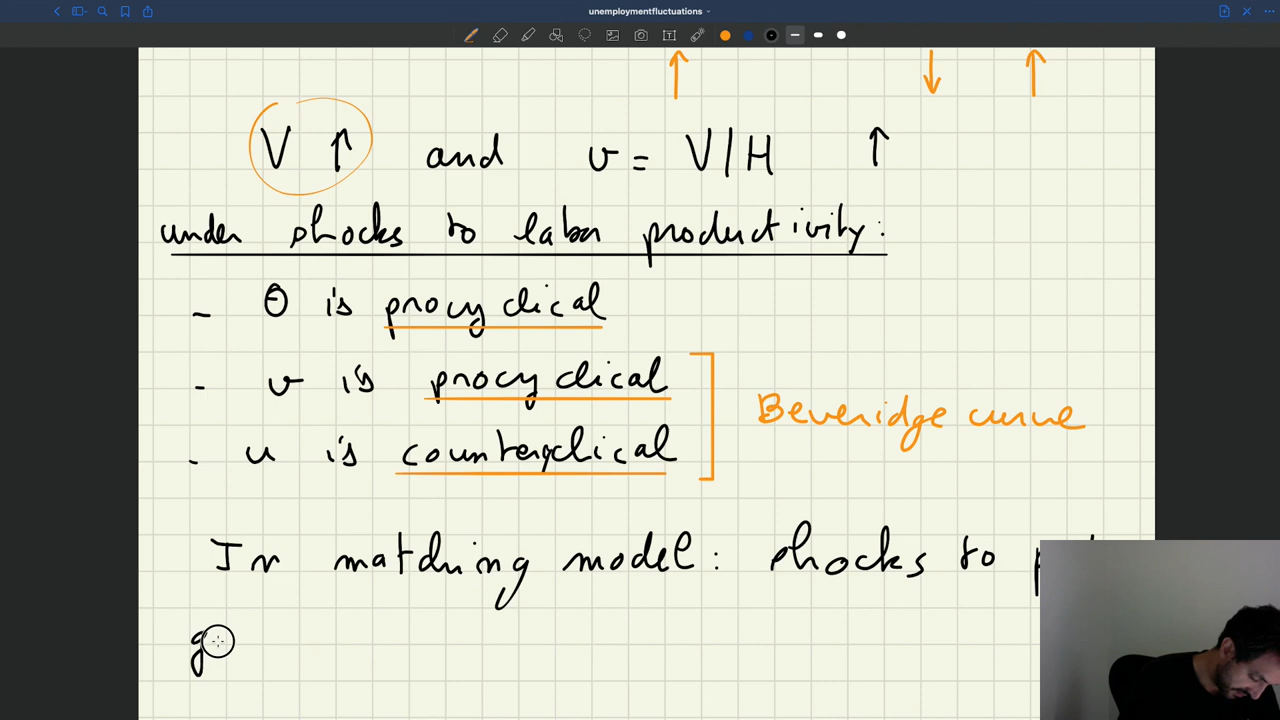 unemploymentfluctuations
V ↑ and v = V/H ↑
under shocks to labor productivity:
- θ is procyclical
- v is procyclical
- u is countercyclical
Beveridge curve
In matching model: shocks to
g